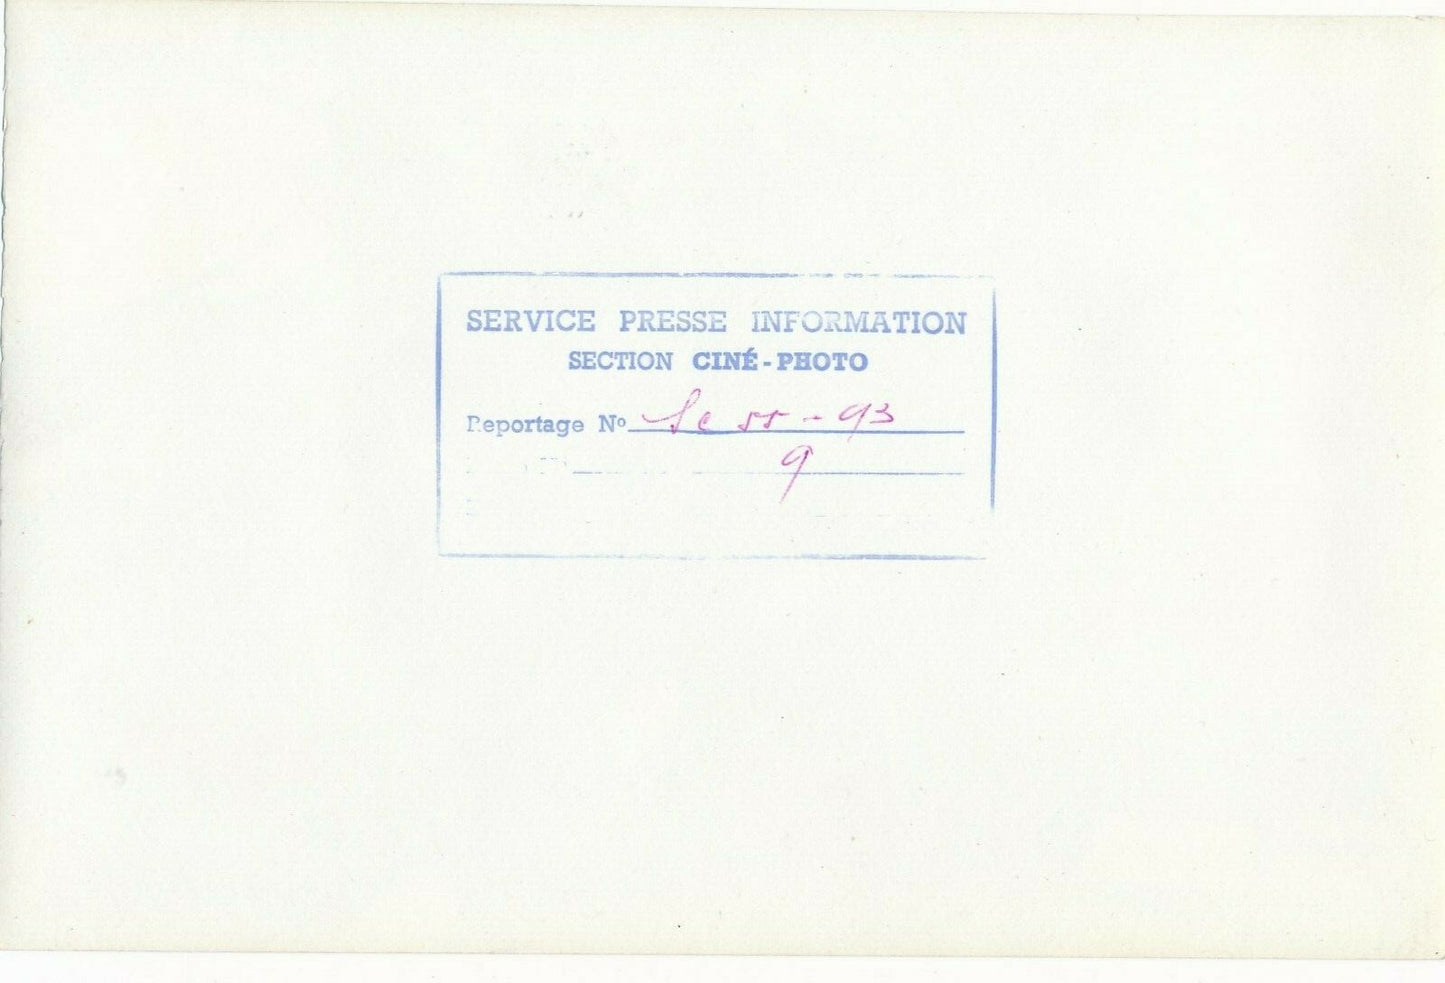 SERVICE PRESSE INFORMATION
SECTION CINÉ-PHOTO
Reportage Nº Sc 55 - 93
9